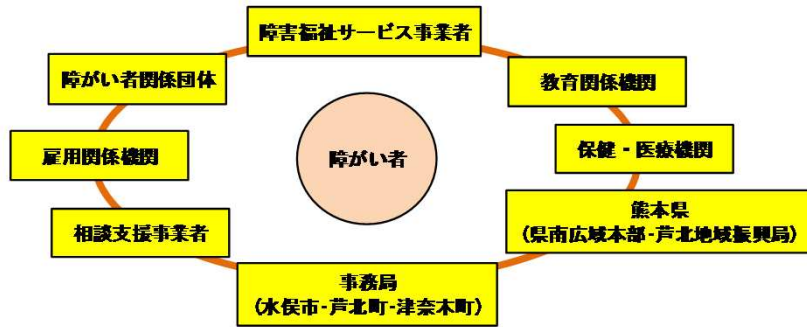 障害福祉サービス事業者
障がい者関係団体
教育関係機関
雇用関係機関
障がい者
保健・医療機関
相談支援事業者
熊本県
(県南広域本部-芦北地域振興局)
事務局
(水俣市-芦北町-津奈木町)